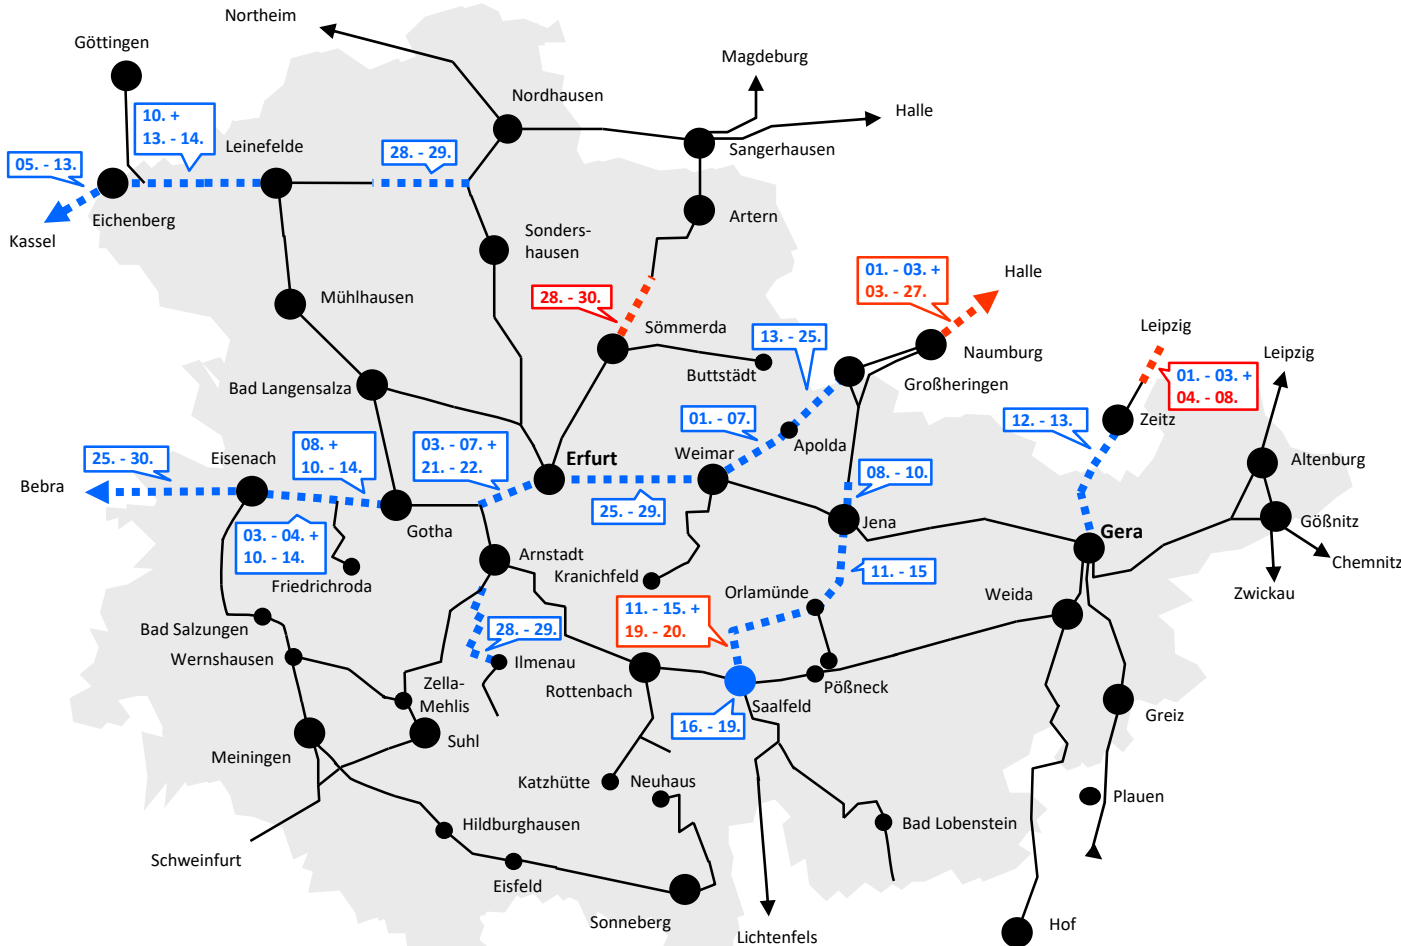 Northeim
Göttingen
Magdeburg
Nordhausen
Halle
10. +
13. - 14.
Leinefelde
28. - 29.
Sangerhausen
05. - 13.
Eichenberg
Kassel
Artern
Sonders-
hausen
01. - 03. +
03. - 27.
Halle
Mühlhausen
28. - 30.
Sömmerda
13. - 25.
Naumburg
Leipzig
Leipzig
Buttstädt
Großheringen
01. - 03. +
04. - 08.
Bad Langensalza
01. - 07.
Apolda
12. - 13.
Zeitz
08. +
10. - 14.
03. - 07. +
21. - 22.
Erfurt
Weimar
25. - 30.
Eisenach
Altenburg
Bebra
08. - 10.
25. - 29.
Gotha
Jena
Gera
Gößnitz
03. - 04. +
10. - 14.
Arnstadt
Chemnitz
Friedrichroda
Kranichfeld
11. - 15
Orlamünde
Weida
Zwickau
11. - 15. +
19. - 20.
Bad Salzungen
28. - 29.
Wernshausen
Ilmenau
Zella-
Mehlis
Rottenbach
Pößneck
Saalfeld
Greiz
16. - 19.
Meiningen
Suhl
Katzhütte
Neuhaus
Plauen
Hildburghausen
Bad Lobenstein
Schweinfurt
Eisfeld
Sonneberg
Hof
Lichtenfels